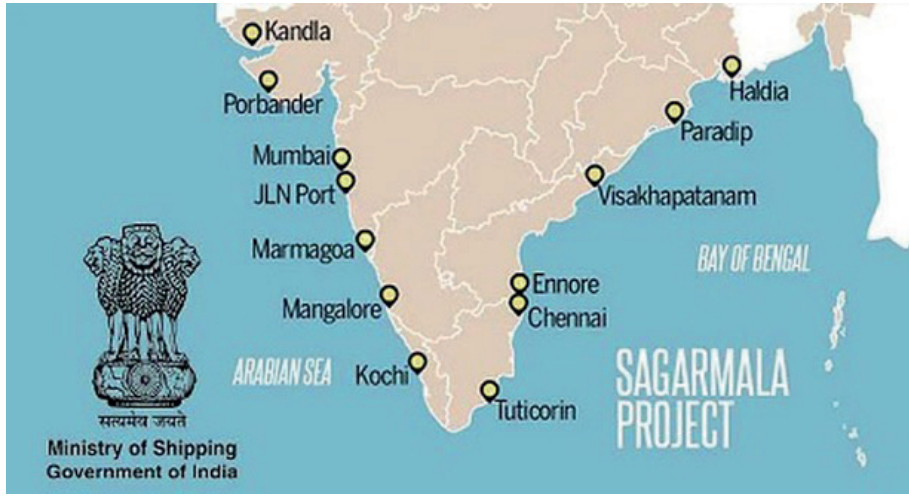 Kandla
Porbander
Mumbai
JLN Port
Marmagoa
Mangalore
Kochi
Haldia
Paradip
Visakhapatanam
Ennore
Chennai
Tuticorin
BAY OF BENGAL
ARABIAN SEA
SAGARMALA
PROJECT
सत्यमेव जयते
Ministry of Shipping
Government of India